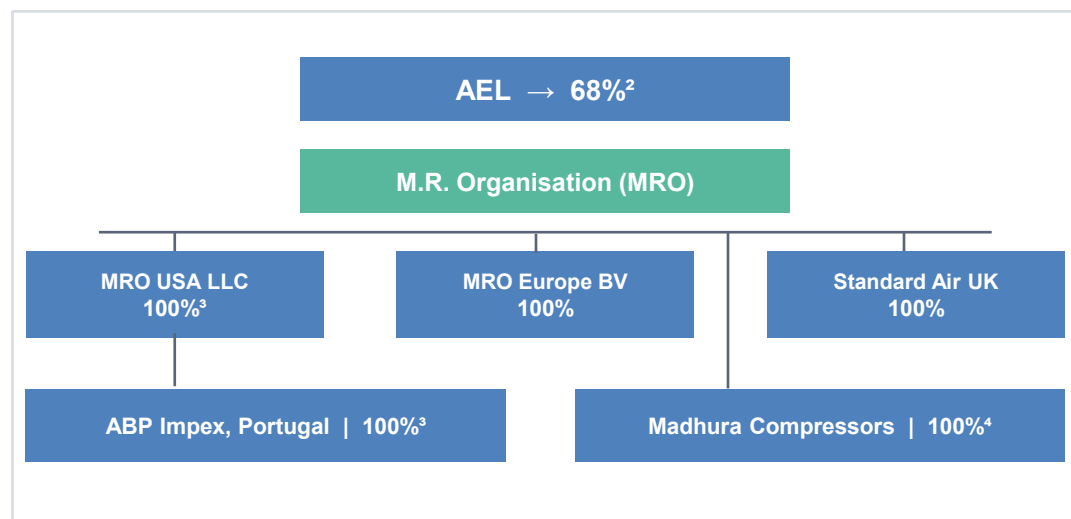 AEL → 68%²
M.R. Organisation (MRO)
MRO USA LLC
100%³
MRO Europe BV
100%
Standard Air UK
100%
ABP Impex, Portugal | 100%³
Madhura Compressors | 100%⁴